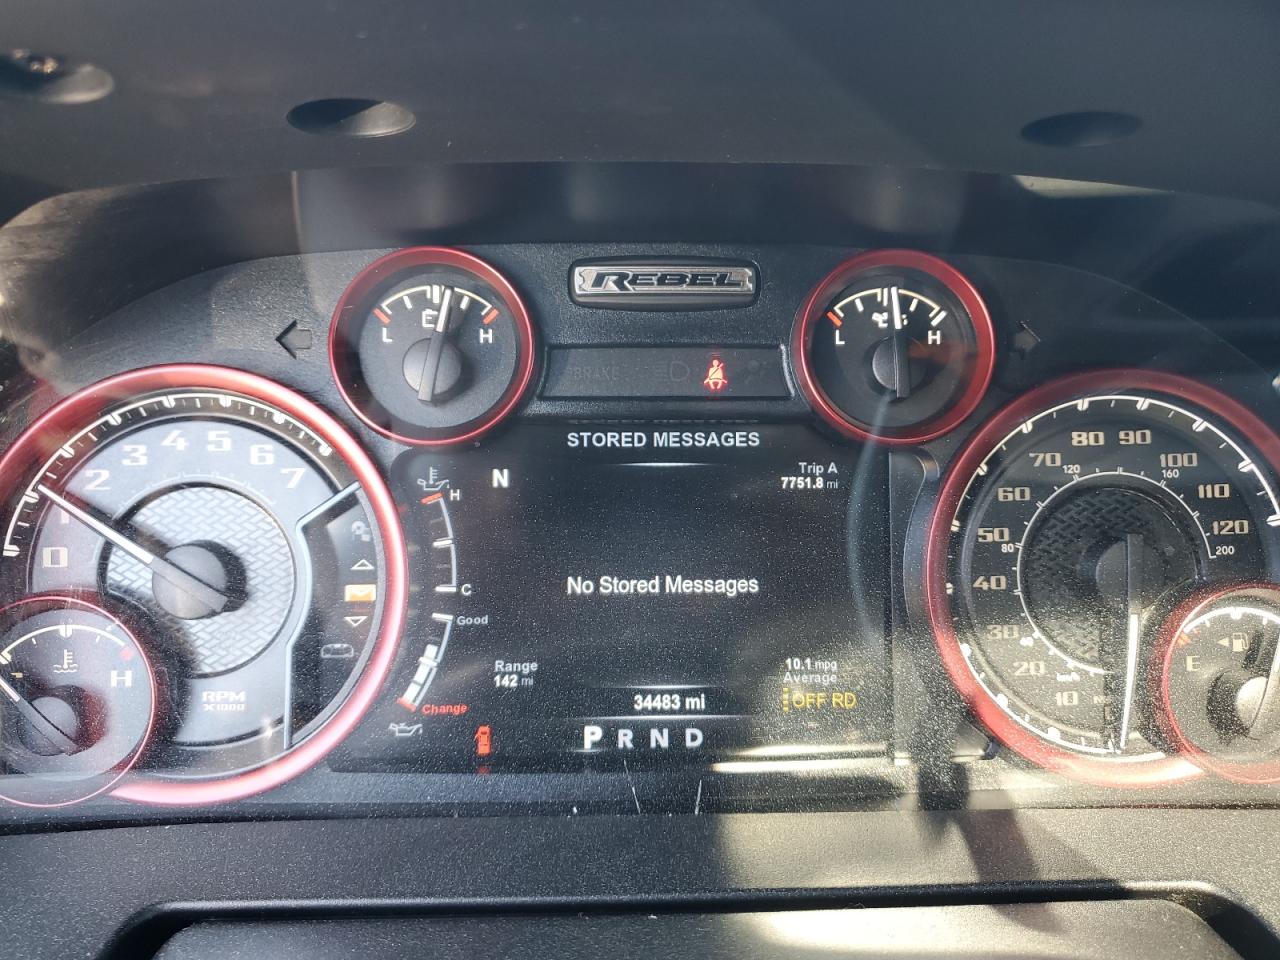 REBEL
L E H
L H
BRAKE
STORED MESSAGES
N
Trip A
7751.8 mi
H
C
Good
Change
No Stored Messages
Range
142 mi
10.1 mpg
Average
34483 mi
OFF RD
P R N D
0 1 2 3 4 5 6 7
RPM
X1000
H
10 20 30 40 50 60 70 80 90 100 110 120
80 120 160 200
km/h
E